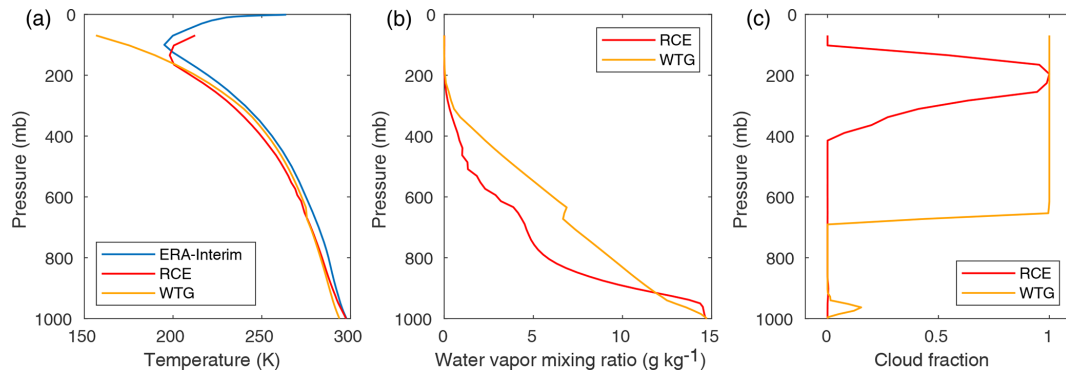 (a)
0
200
400
600
800
1000
Pressure (mb)
ERA-Interim
RCE
WTG
150
200
250
300
Temperature (K)
(b)
0
200
400
600
800
1000
Pressure (mb)
RCE
WTG
0
5
10
15
Water vapor mixing ratio (g kg-1)
(c)
0
200
400
600
800
1000
Pressure (mb)
RCE
WTG
0
0.5
1
Cloud fraction